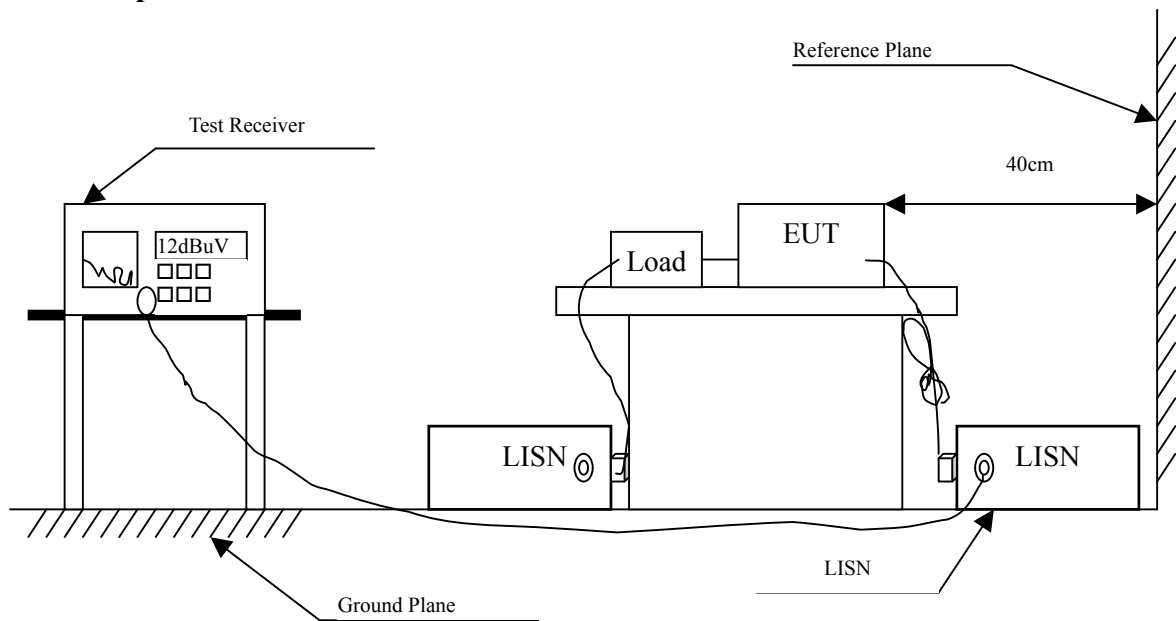 Reference Plane
Test Receiver
40cm
12dBuV
EUT
Load
LISN
LISN
LISN
Ground Plane